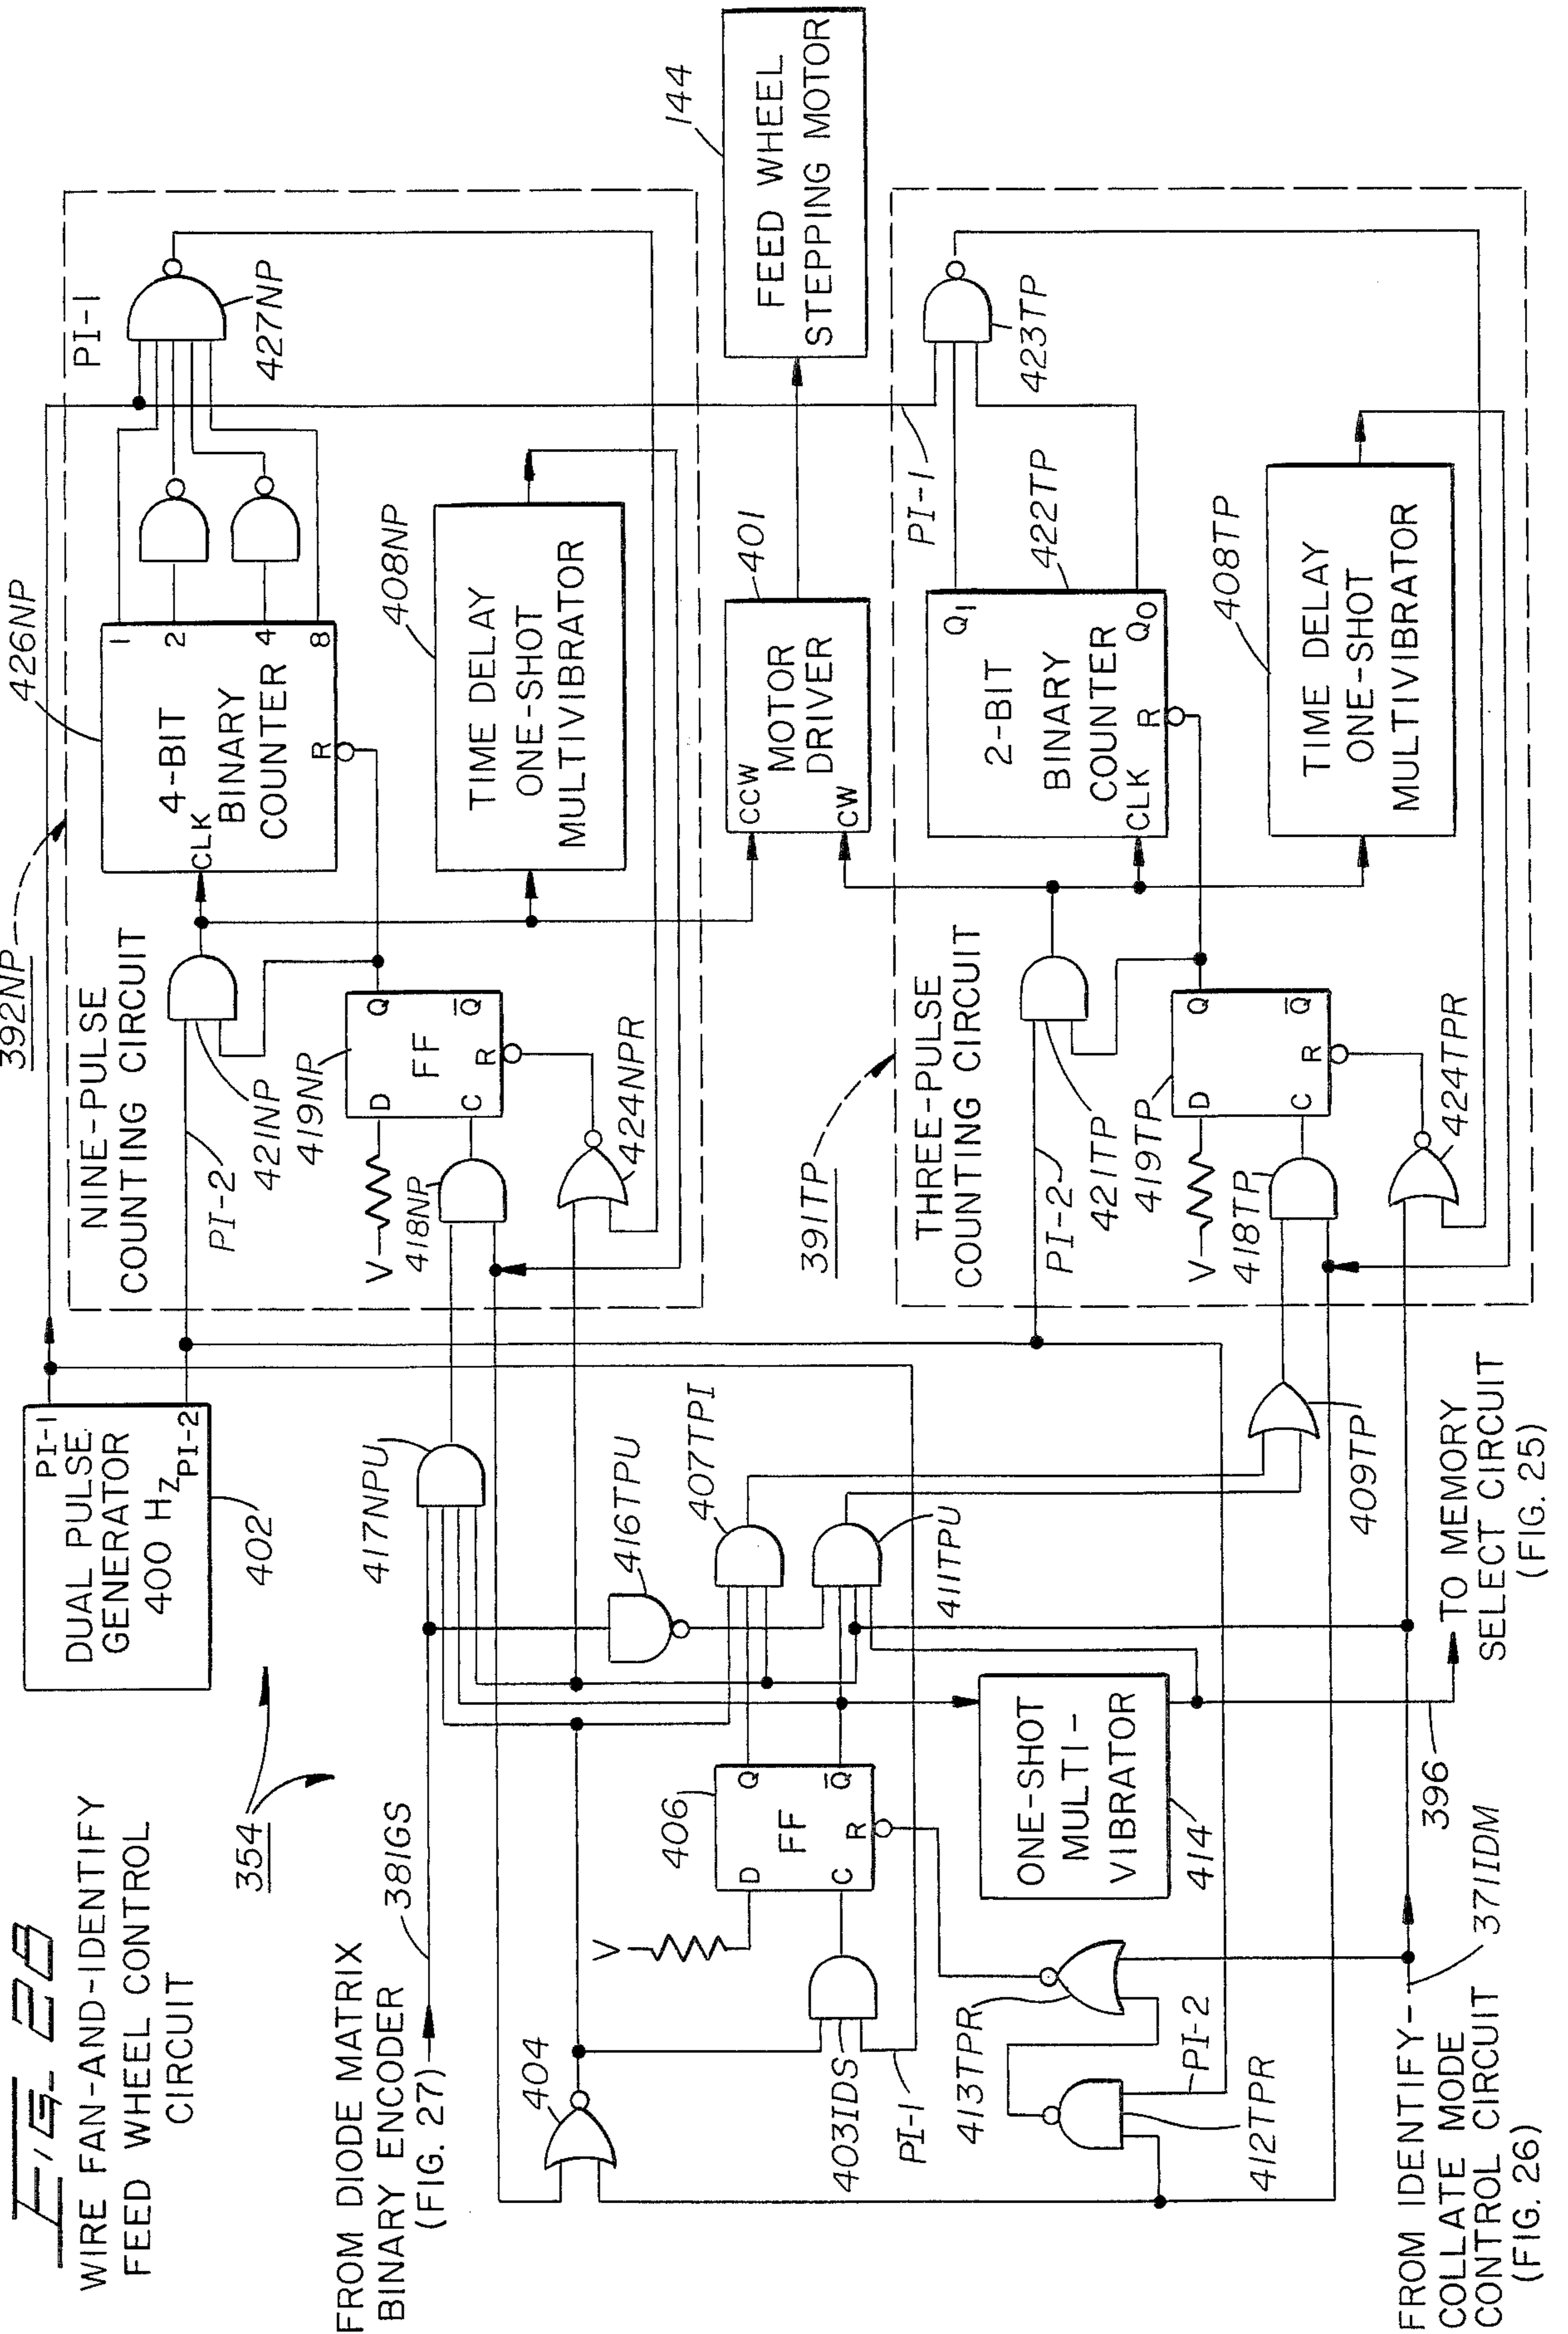 FIG. 28
WIRE FAN-AND-IDENTIFY
FEED WHEEL CONTROL
CIRCUIT
354
DUAL PULSE
GENERATOR
400 HZ
PI-1
PI-2
402
392NP
NINE-PULSE
COUNTING CIRCUIT
PI-2
421NP
419NP
V
D
Q
FF
C
Q̅
R
418NP
424NPR
426NP
4-BIT
BINARY
COUNTER
CLK
R
1
2
4
8
PI-1
427NP
408NP
TIME DELAY
ONE-SHOT
MULTIVIBRATOR
FROM DIODE MATRIX
BINARY ENCODER
(FIG. 27)
381GS
417NPU
416TPU
407TPI
411TPU
404
403IDS
PI-1
V
406
D
Q
FF
C
Q̅
R
413TPR
412TPR
PI-2
ONE-SHOT
MULTI-
VIBRATOR
414
396
TO MEMORY
SELECT CIRCUIT
(FIG. 25)
409TP
FROM IDENTIFY-
COLLATE MODE
CONTROL CIRCUIT
(FIG. 26)
371IDM
401
CCW
MOTOR
DRIVER
CW
144
FEED WHEEL
STEPPING MOTOR
391TP
THREE-PULSE
COUNTING CIRCUIT
PI-2
421TP
419TP
V
D
Q
Q̅
C
R
418TP
424TPR
PI-1
422TP
2-BIT
BINARY
COUNTER
CLK
R
Q1
Q0
423TP
408TP
TIME DELAY
ONE-SHOT
MULTIVIBRATOR